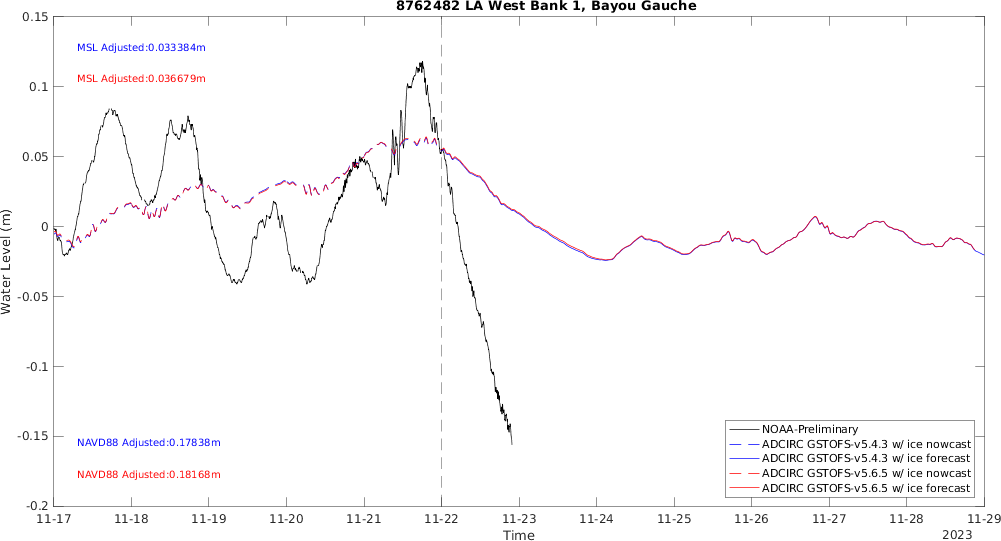 8762482 LA West Bank 1, Bayou Gauche
0.15
0.1
0.05
0
-0.05
-0.1
-0.15
-0.2
Water Level (m)
MSL Adjusted:0.033384m
MSL Adjusted:0.036679m
NAVD88 Adjusted:0.17838m
NAVD88 Adjusted:0.18168m
NOAA-Preliminary
ADCIRC GSTOFS-v5.4.3 w/ ice nowcast
ADCIRC GSTOFS-v5.4.3 w/ ice forecast
ADCIRC GSTOFS-v5.6.5 w/ ice nowcast
ADCIRC GSTOFS-v5.6.5 w/ ice forecast
11-17 11-18 11-19 11-20 11-21 11-22 11-23 11-24 11-25 11-26 11-27 11-28 11-29
Time
2023